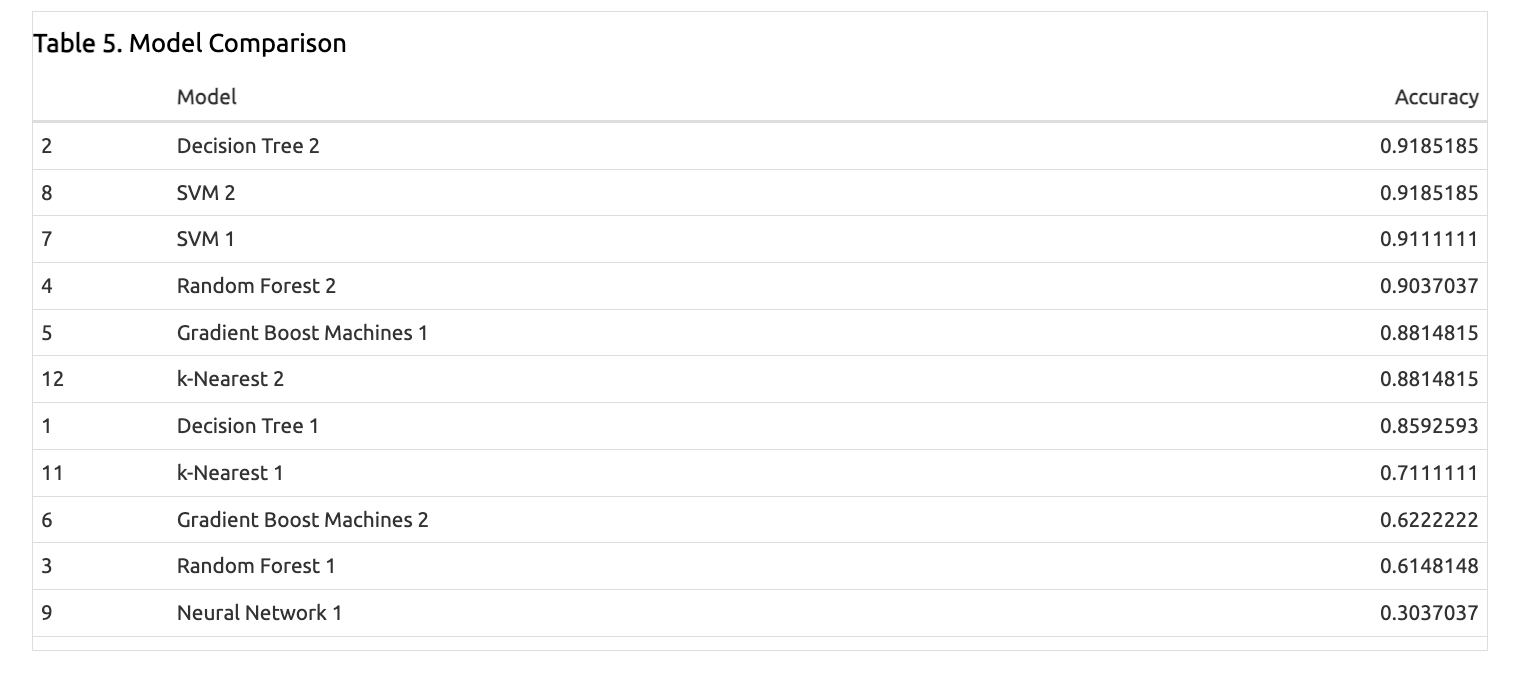 Table 5. Model Comparison
Model Accuracy
2 Decision Tree 2 0.9185185
8 SVM 2 0.9185185
7 SVM 1 0.9111111
4 Random Forest 2 0.9037037
5 Gradient Boost Machines 1 0.8814815
12 k-Nearest 2 0.8814815
1 Decision Tree 1 0.8592593
11 k-Nearest 1 0.7111111
6 Gradient Boost Machines 2 0.6222222
3 Random Forest 1 0.6148148
9 Neural Network 1 0.3037037